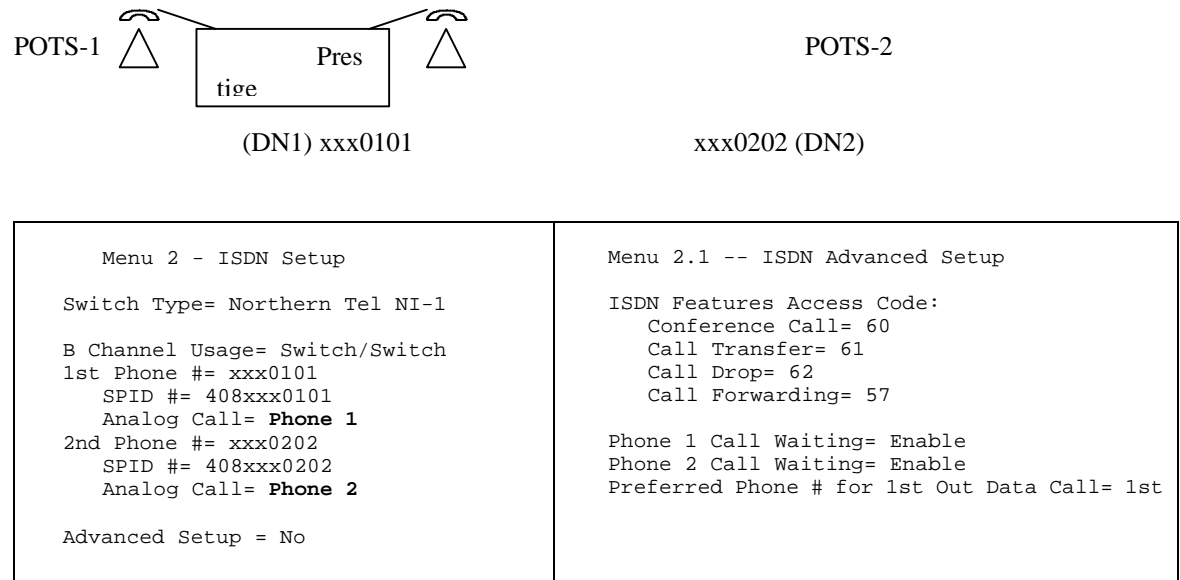 POTS-1 Pres POTS-2
tige
(DN1) xxx0101 xxx0202 (DN2)
Menu 2 - ISDN Setup
Switch Type= Northern Tel NI-1
B Channel Usage= Switch/Switch
1st Phone #= xxx0101
SPID #= 408xxx0101
Analog Call= Phone 1
2nd Phone #= xxx0202
SPID #= 408xxx0202
Analog Call= Phone 2
Advanced Setup = No
Menu 2.1 -- ISDN Advanced Setup
ISDN Features Access Code:
Conference Call= 60
Call Transfer= 61
Call Drop= 62
Call Forwarding= 57
Phone 1 Call Waiting= Enable
Phone 2 Call Waiting= Enable
Preferred Phone # for 1st Out Data Call= 1st